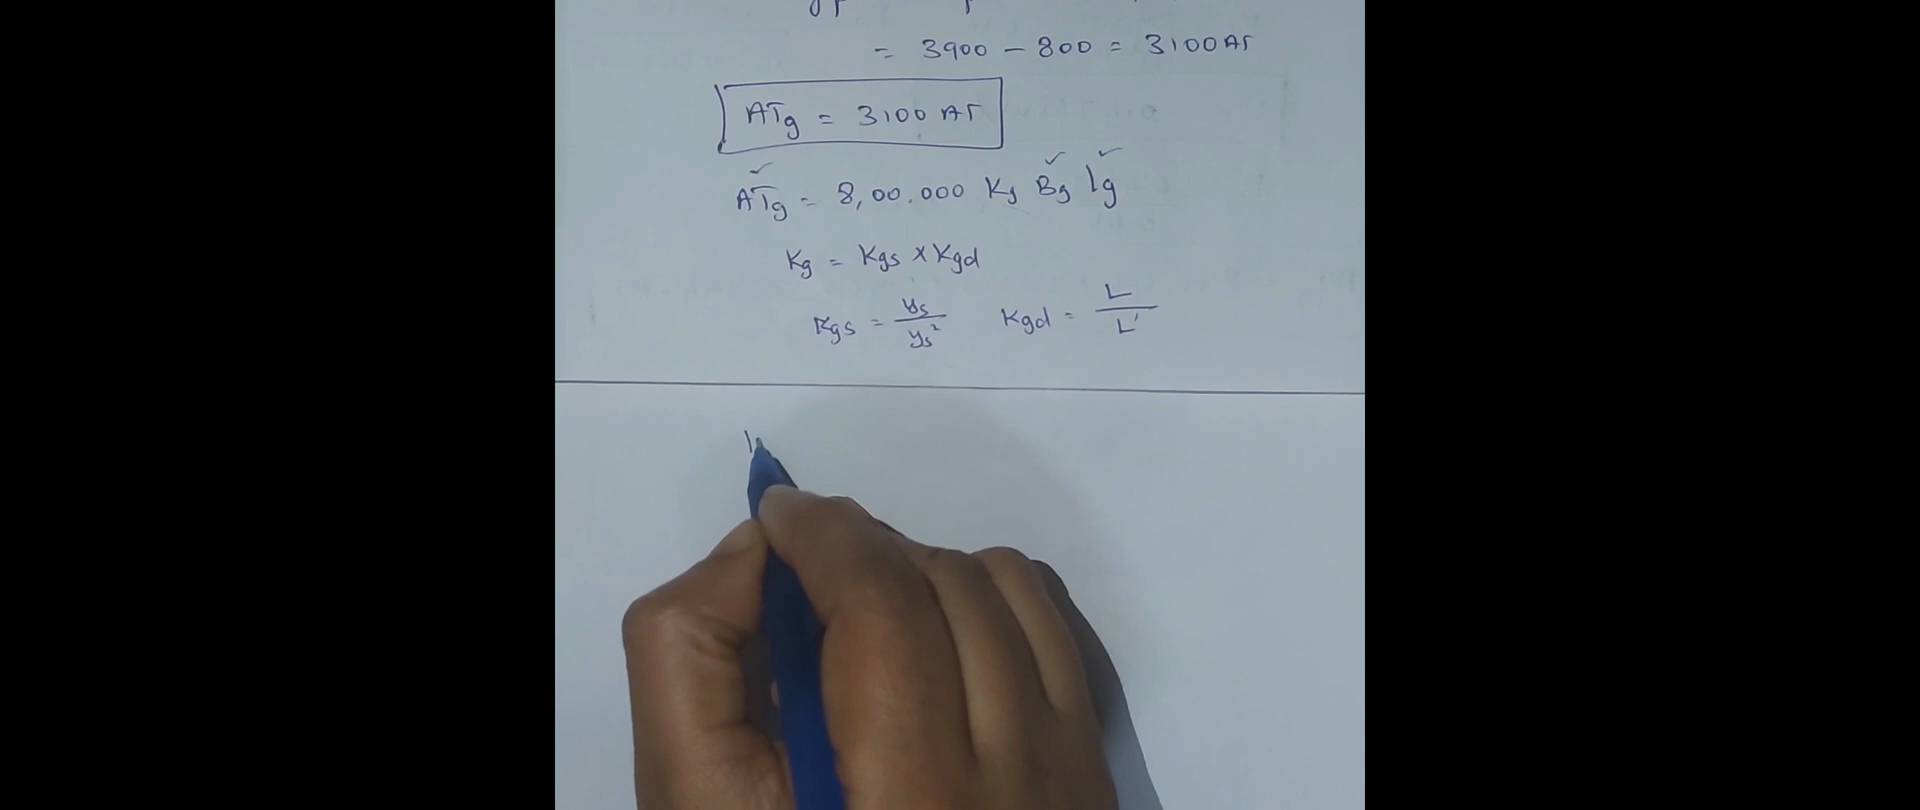 = 3900 - 800 = 3100 AT
ATg = 3100 AT
ATg = 8,00.000 Kg Bg lg
Kg = Kgs x Kgd
Kgs = ys / ys' Kgd = L / L'